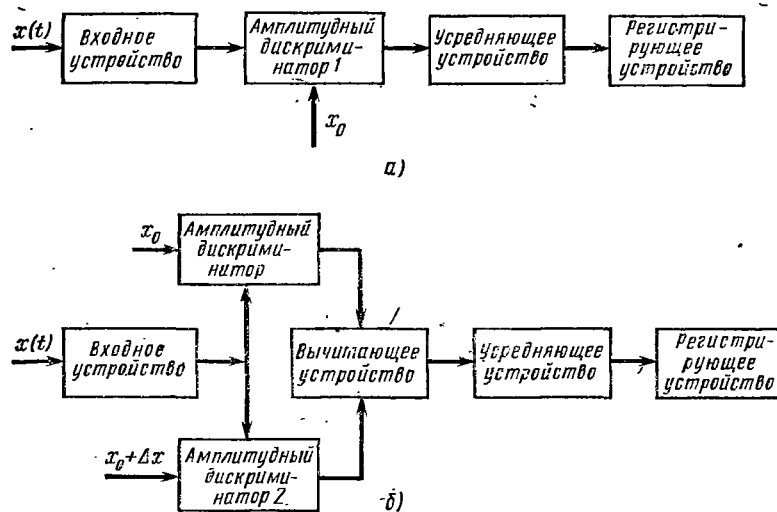 x(t)
Входное
устройство
Амплитудный
дискрими-
натор 1
Усредняющее
устройство
Регистри-
рующее
устройство
x₀
а)
x₀
Амплитудный
дискрими-
натор
x(t)
Входное
устройство
Вычитающее
устройство
Усредняющее
устройство
Регистри-
рующее
устройство
x₀+Δx
Амплитудный
дискрими-
натор 2
б)